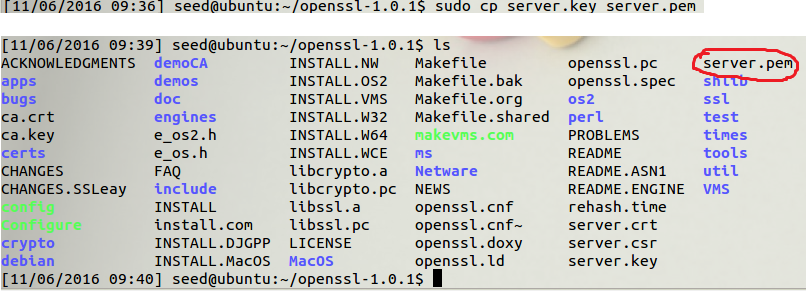 [11/06/2016 09:36] seed@ubuntu:~/openssl-1.0.1$ sudo cp server.key server.pem
[11/06/2016 09:39] seed@ubuntu:~/openssl-1.0.1$ ls
ACKNOWLEDGMENTS demoCA INSTALL.NW Makefile openssl.pc server.pem
apps demos INSTALL.OS2 Makefile.bak openssl.spec shlib
bugs doc INSTALL.VMS Makefile.org os2 ssl
ca.crt engines INSTALL.W32 Makefile.shared perl test
ca.key e_os2.h INSTALL.W64 makevms.com PROBLEMS times
certs e_os.h INSTALL.WCE ms README tools
CHANGES FAQ libcrypto.a Netware README.ASN1 util
CHANGES.SSLeay include libcrypto.pc NEWS README.ENGINE VMS
config INSTALL libssl.a openssl.cnf rehash.time
Configure install.com libssl.pc openssl.cnf~ server.crt
crypto INSTALL.DJGPP LICENSE openssl.doxy server.csr
debian INSTALL.MacOS MacOS openssl.ld server.key
[11/06/2016 09:40] seed@ubuntu:~/openssl-1.0.1$